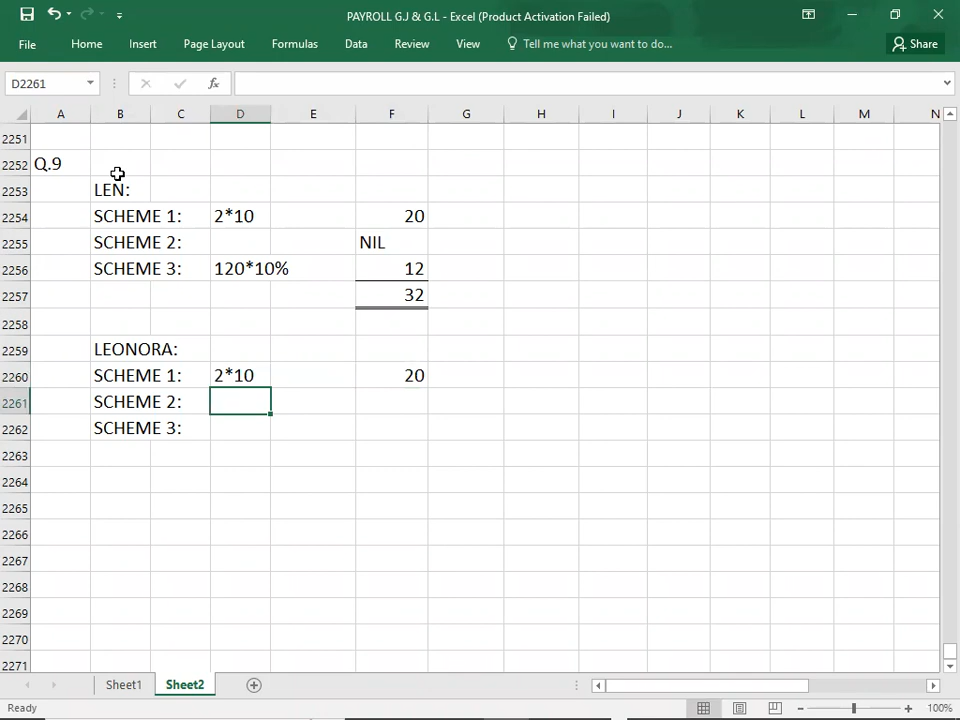 PAYROLL G.J & G.L - Excel (Product Activation Failed)
File Home Insert Page Layout Formulas Data Review View Tell me what you want to do... Share
D2261 fx
A B C D E F G H I J K L M N
2251
2252 Q.9
2253 LEN:
2254 SCHEME 1: 2*10 20
2255 SCHEME 2: NIL
2256 SCHEME 3: 120*10% 12
2257 32
2258
2259 LEONORA:
2260 SCHEME 1: 2*10 20
2261 SCHEME 2:
2262 SCHEME 3:
2263
2264
2265
2266
2267
2268
2269
2270
2271
Sheet1 Sheet2
Ready 100%